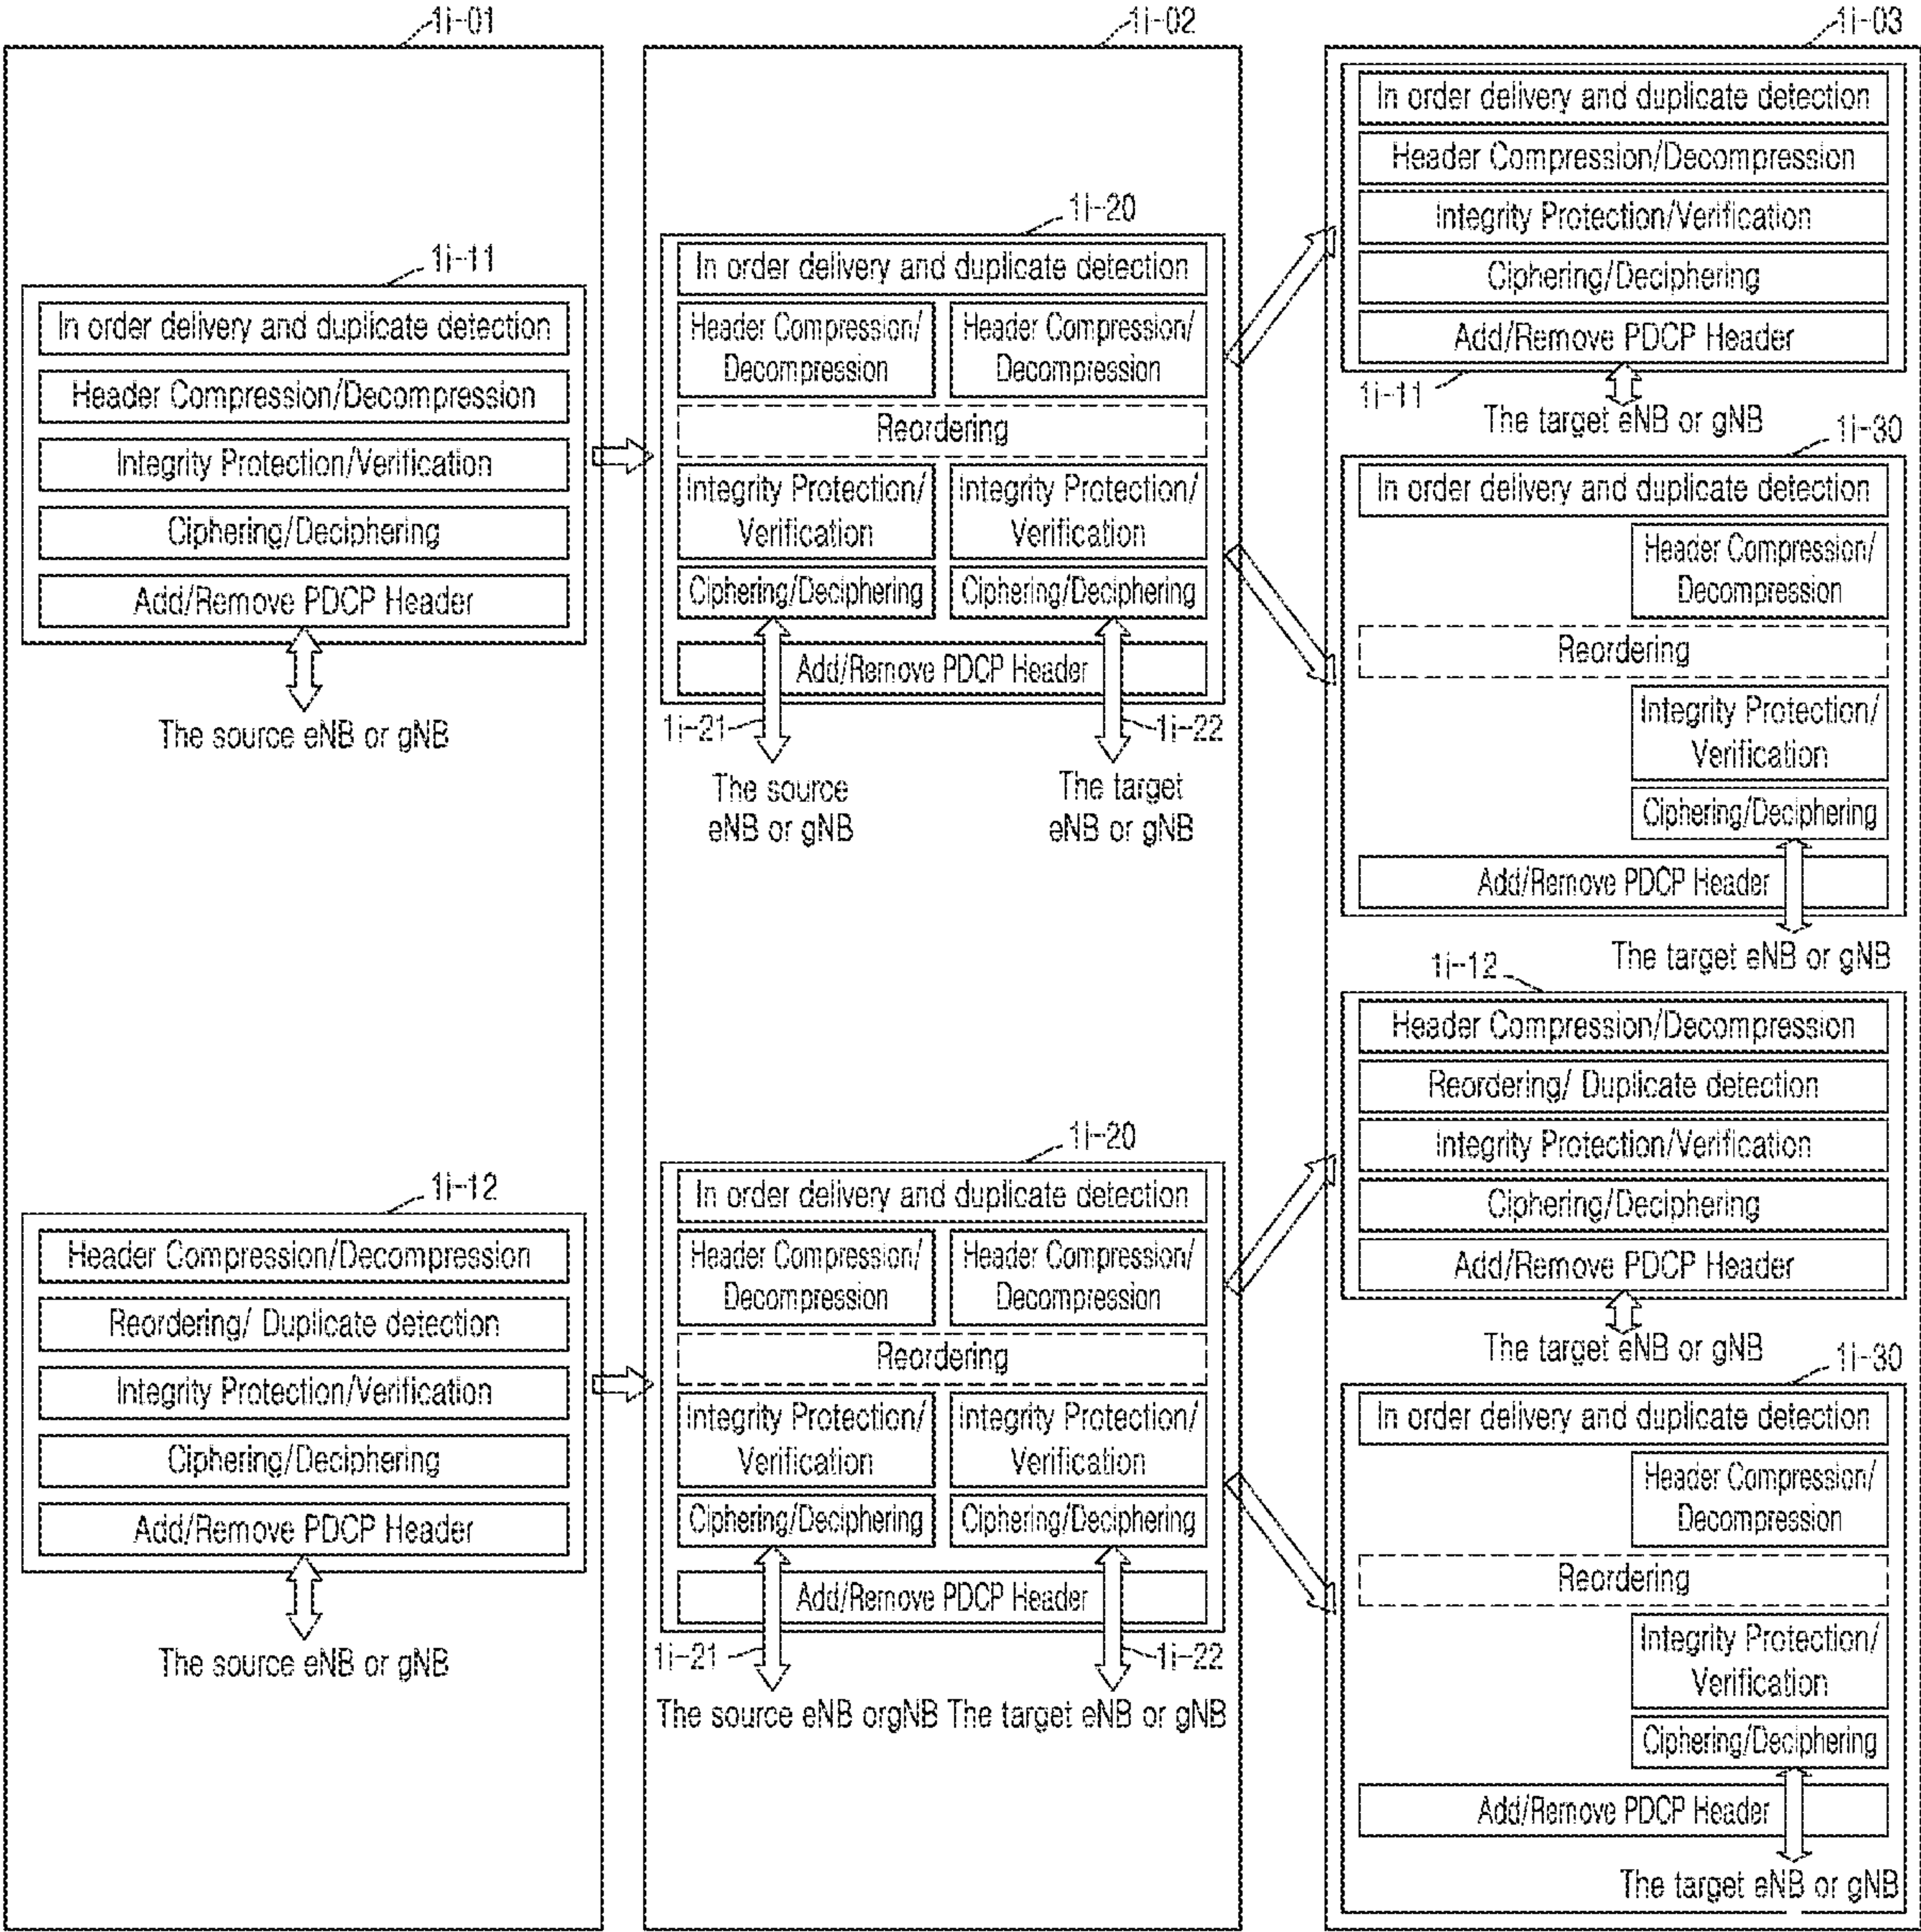 1i-01
1i-11
In order delivery and duplicate detection
Header Compression/Decompression
Integrity Protection/Verification
Ciphering/Deciphering
Add/Remove PDCP Header
The source eNB or gNB
1i-12
Header Compression/Decompression
Reordering/ Duplicate detection
Integrity Protection/Verification
Ciphering/Deciphering
Add/Remove PDCP Header
The source eNB or gNB
1i-02
1i-20
In order delivery and duplicate detection
Header Compression/
Decompression
Header Compression/
Decompression
Reordering
Integrity Protection/
Verification
Integrity Protection/
Verification
Ciphering/Deciphering
Ciphering/Deciphering
Add/Remove PDCP Header
1i-21
1i-22
The source
eNB or gNB
The target
eNB or gNB
1i-20
In order delivery and duplicate detection
Header Compression/
Decompression
Header Compression/
Decompression
Reordering
Integrity Protection/
Verification
Integrity Protection/
Verification
Ciphering/Deciphering
Ciphering/Deciphering
Add/Remove PDCP Header
1i-21
1i-22
The source eNB orgNB
The target eNB or gNB
1i-03
In order delivery and duplicate detection
Header Compression/Decompression
Integrity Protection/Verification
Ciphering/Deciphering
Add/Remove PDCP Header
1i-11
The target eNB or gNB
1i-30
In order delivery and duplicate detection
Header Compression/
Decompression
Reordering
Integrity Protection/
Verification
Ciphering/Deciphering
Add/Remove PDCP Header
The target eNB or gNB
1i-12
Header Compression/Decompression
Reordering/ Duplicate detection
Integrity Protection/Verification
Ciphering/Deciphering
Add/Remove PDCP Header
The target eNB or gNB
1i-30
In order delivery and duplicate detection
Header Compression/
Decompression
Reordering
Integrity Protection/
Verification
Ciphering/Deciphering
Add/Remove PDCP Header
The target eNB or gNB